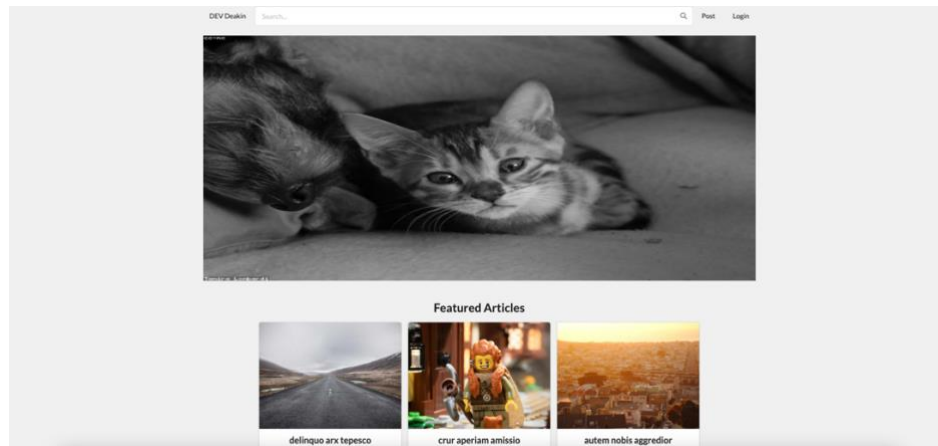 DEV Deakin Search... Post Login
Featured Articles
delinquo arx tepesco crur aperiam amissio autem nobis aggredior